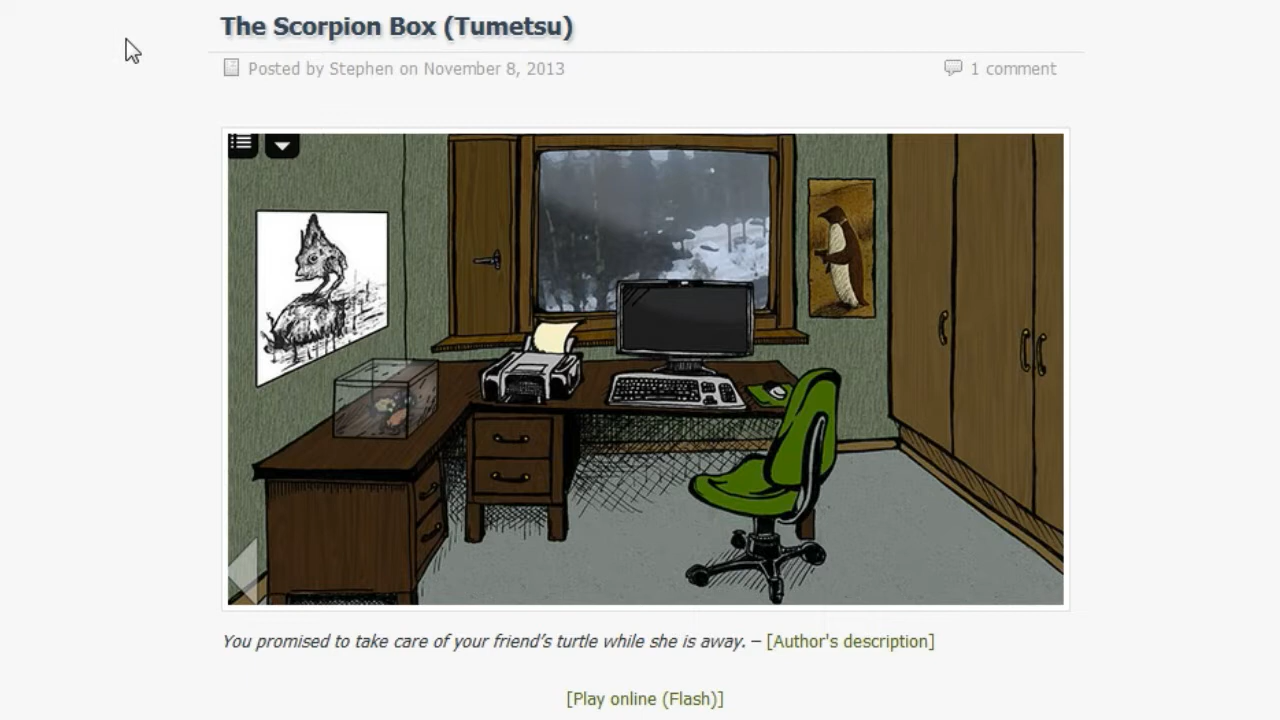 The Scorpion Box (Tumetsu)
Posted by Stephen on November 8, 2013
1 comment
You promised to take care of your friend's turtle while she is away. – [Author's description]
[Play online (Flash)]